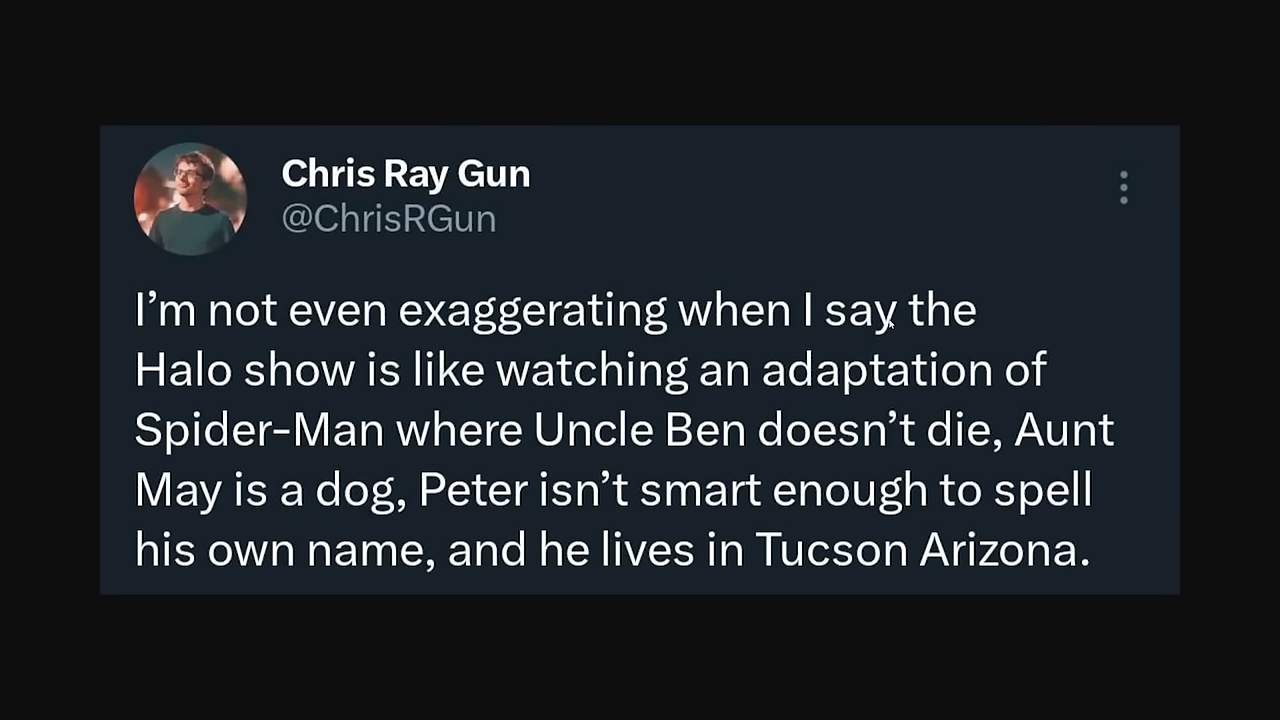 Chris Ray Gun
@ChrisRGun
I’m not even exaggerating when I say the
Halo show is like watching an adaptation of
Spider-Man where Uncle Ben doesn’t die, Aunt
May is a dog, Peter isn’t smart enough to spell
his own name, and he lives in Tucson Arizona.